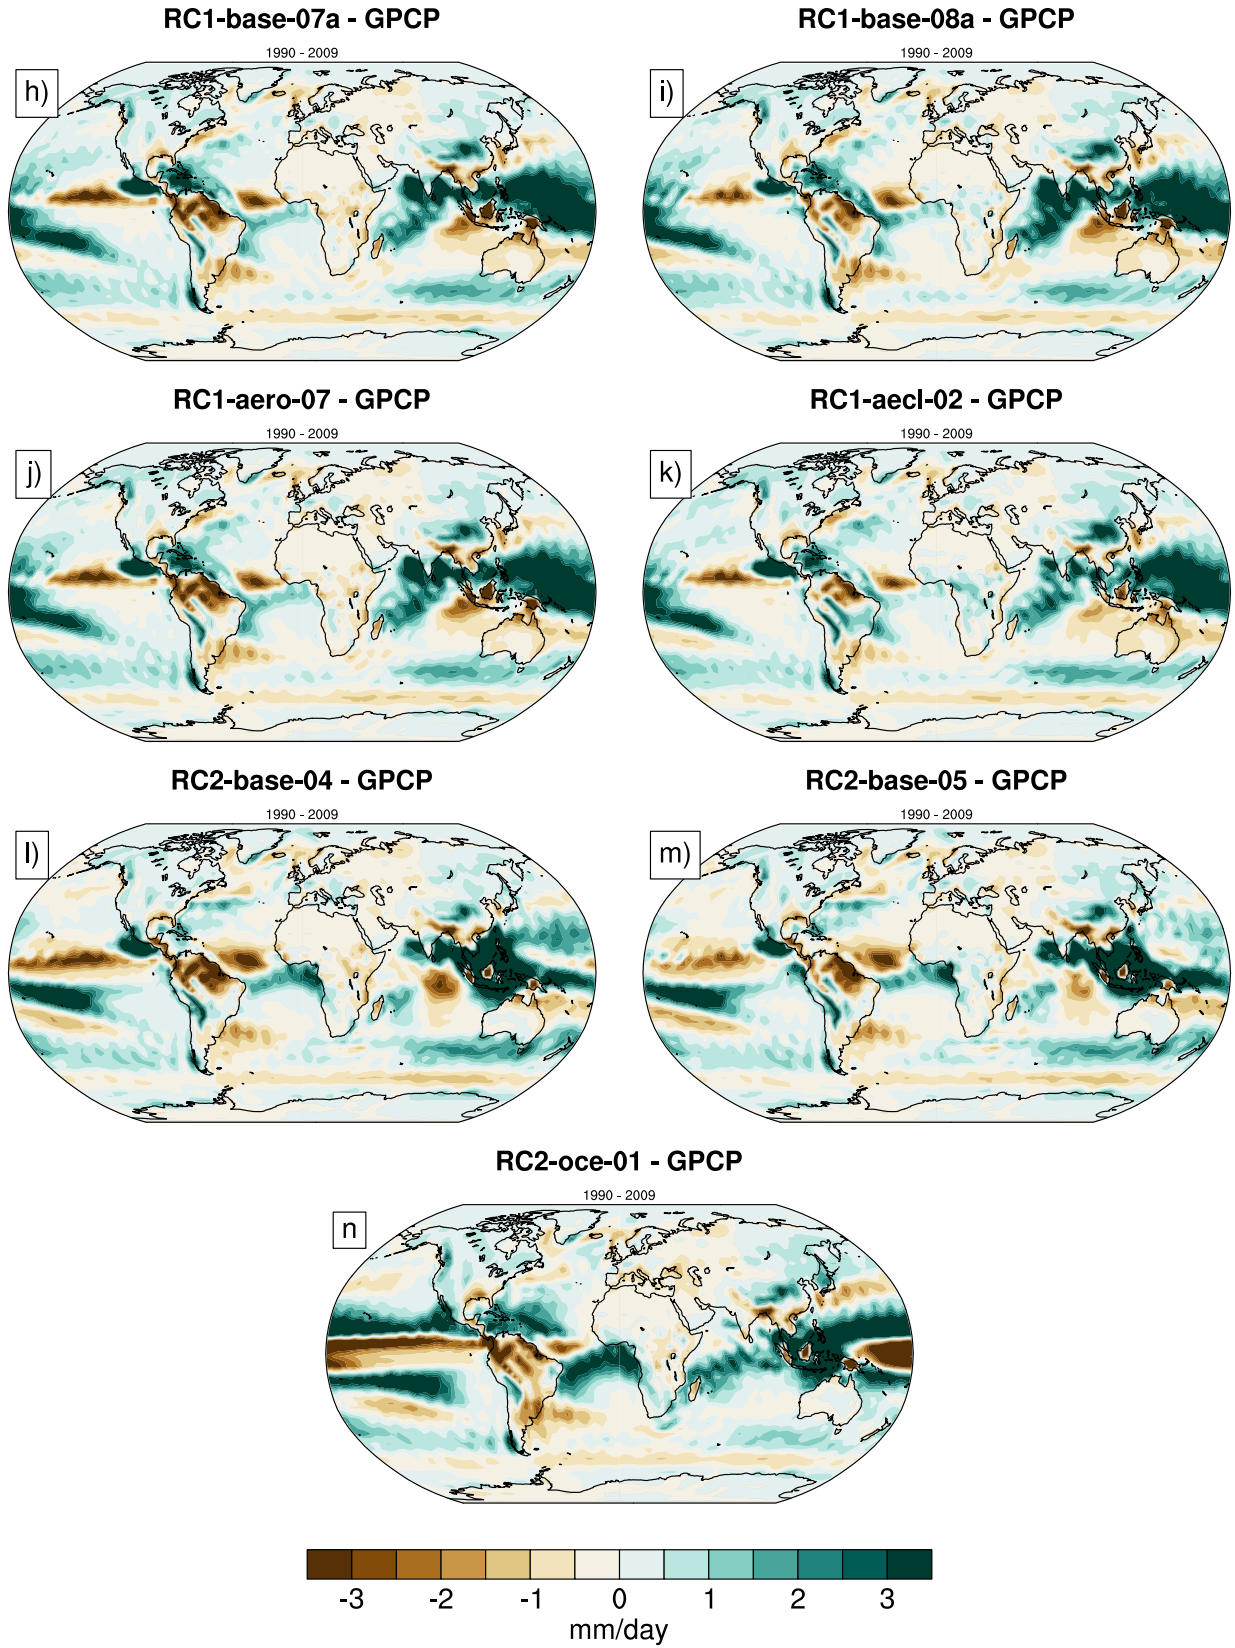 RC1-base-07a - GPCP
1990 - 2009
h)
RC1-base-08a - GPCP
1990 - 2009
i)
RC1-aero-07 - GPCP
1990 - 2009
j)
RC1-aecl-02 - GPCP
1990 - 2009
k)
RC2-base-04 - GPCP
1990 - 2009
l)
RC2-base-05 - GPCP
1990 - 2009
m)
RC2-oce-01 - GPCP
1990 - 2009
n
-3 -2 -1 0 1 2 3
mm/day